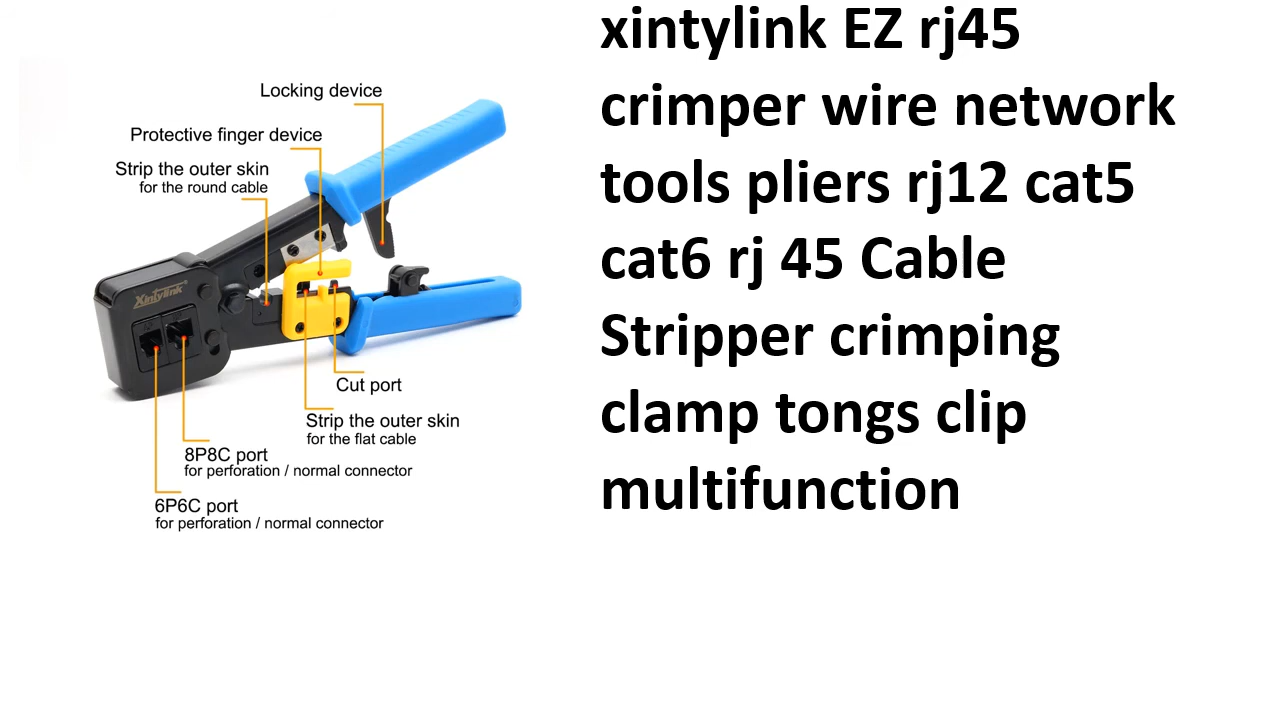 Locking device
Protective finger device
Strip the outer skin
for the round cable
Xintylink
Cut port
Strip the outer skin
for the flat cable
8P8C port
for perforation / normal connector
6P6C port
for perforation / normal connector
xintylink EZ rj45
crimper wire network
tools pliers rj12 cat5
cat6 rj 45 Cable
Stripper crimping
clamp tongs clip
multifunction